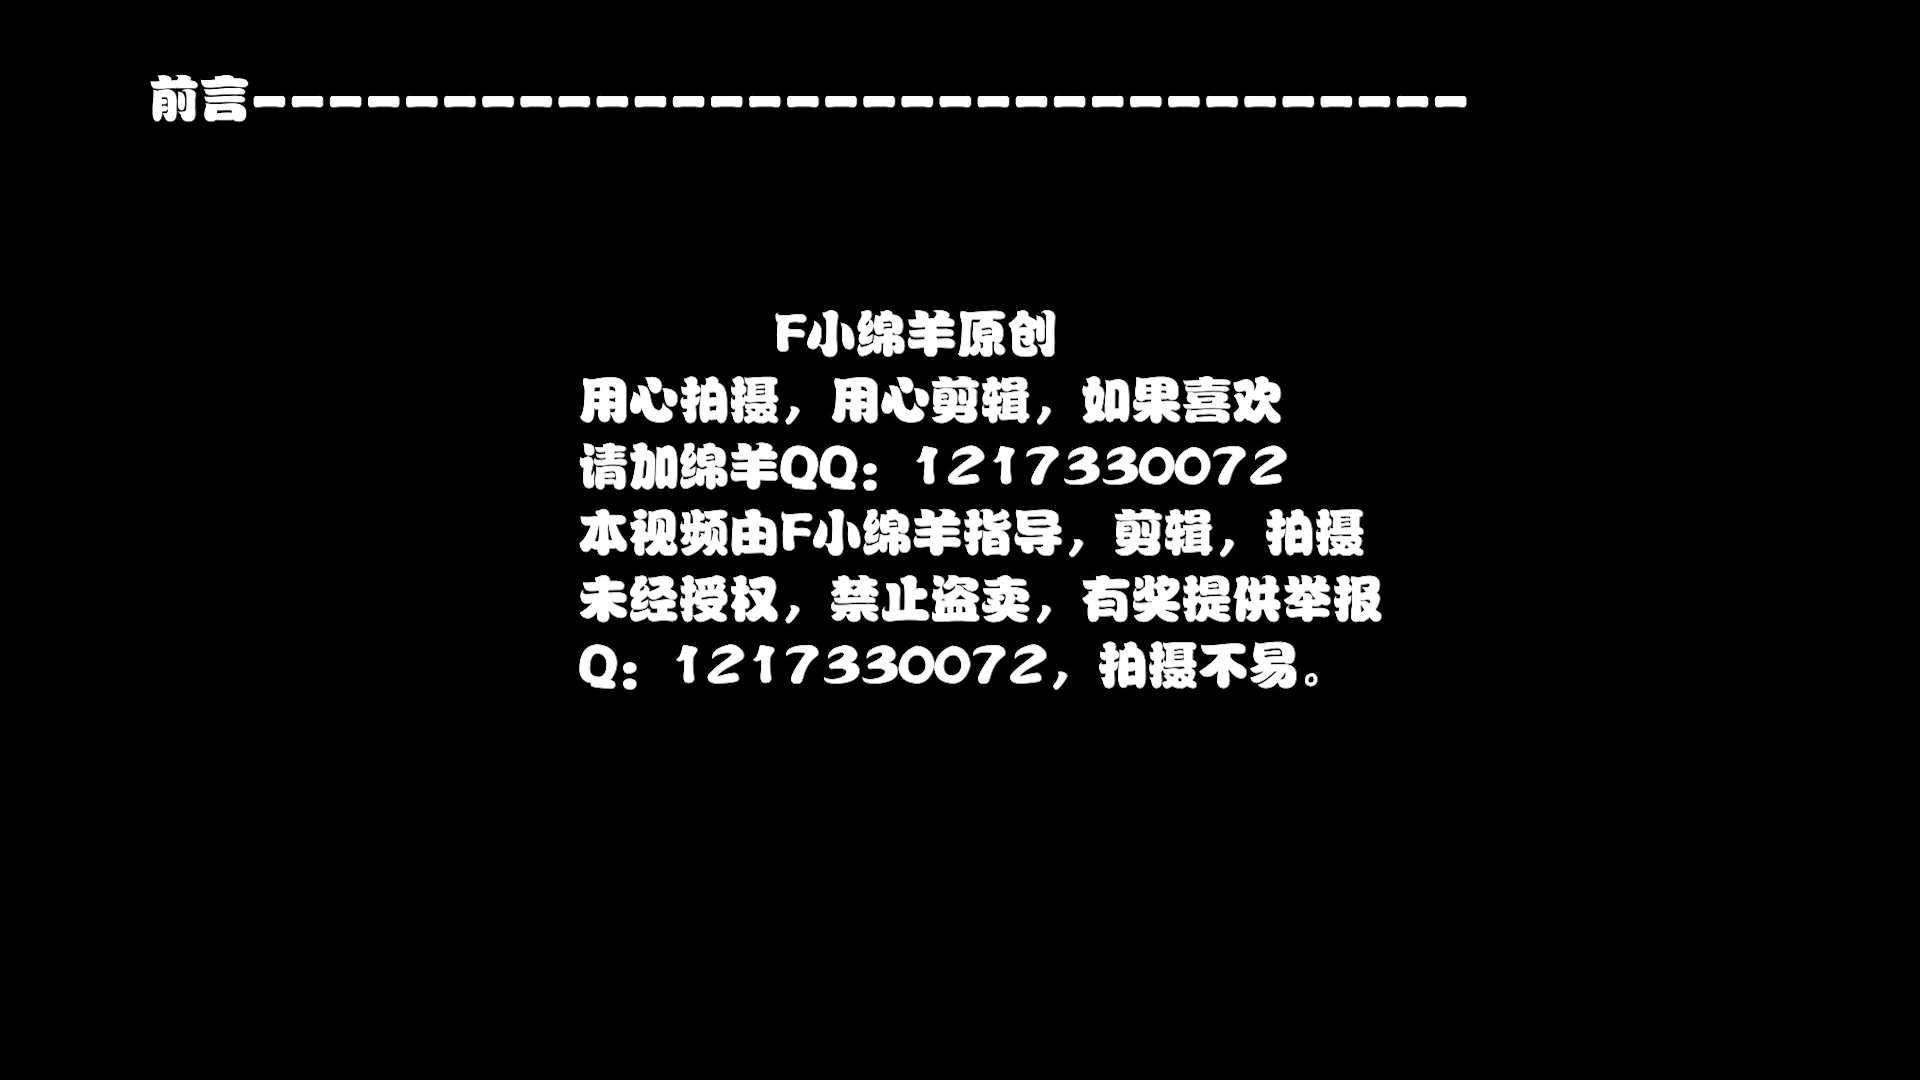 前言--------------------------------
F小绵羊原创
用心拍摄，用心剪辑，如果喜欢
请加绵羊QQ：1217330072
本视频由F小绵羊指导，剪辑，拍摄
未经授权，禁止盗卖，有奖提供举报
Q：1217330072，拍摄不易。